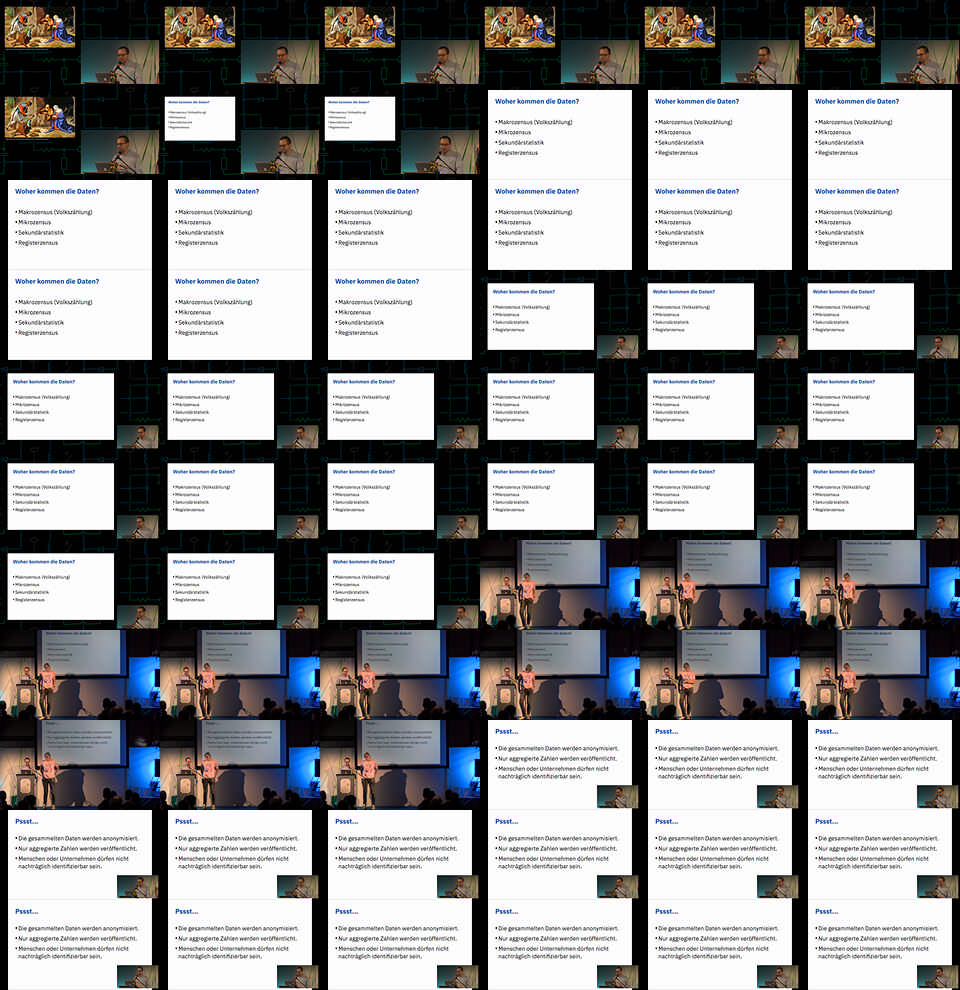 Woher kommen die Daten?
• Makrozensus (Volkszählung)
• Mikrozensus
• Sekundärstatistik
• Registerzensus
Pssst...
• Die gesammelten Daten werden anonymisiert.
• Nur aggregierte Zahlen werden veröffentlicht.
• Menschen oder Unternehmen dürfen nicht
nachträglich identifizierbar sein.